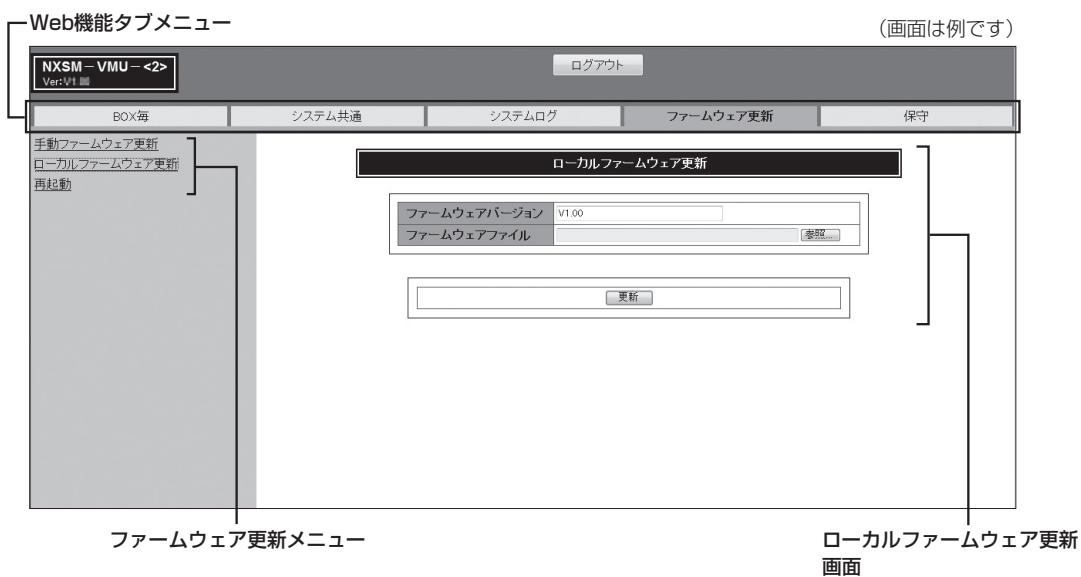 Web機能タブメニュー
(画面は例です)
NXSM－VMU－<2>
Ver:V1
ログアウト
BOX毎
システム共通
システムログ
ファームウェア更新
保守
手動ファームウェア更新
ローカルファームウェア更新
再起動
ローカルファームウェア更新
ファームウェアバージョン V1.00
ファームウェアファイル 参照...
更新
ファームウェア更新メニュー
ローカルファームウェア更新
画面